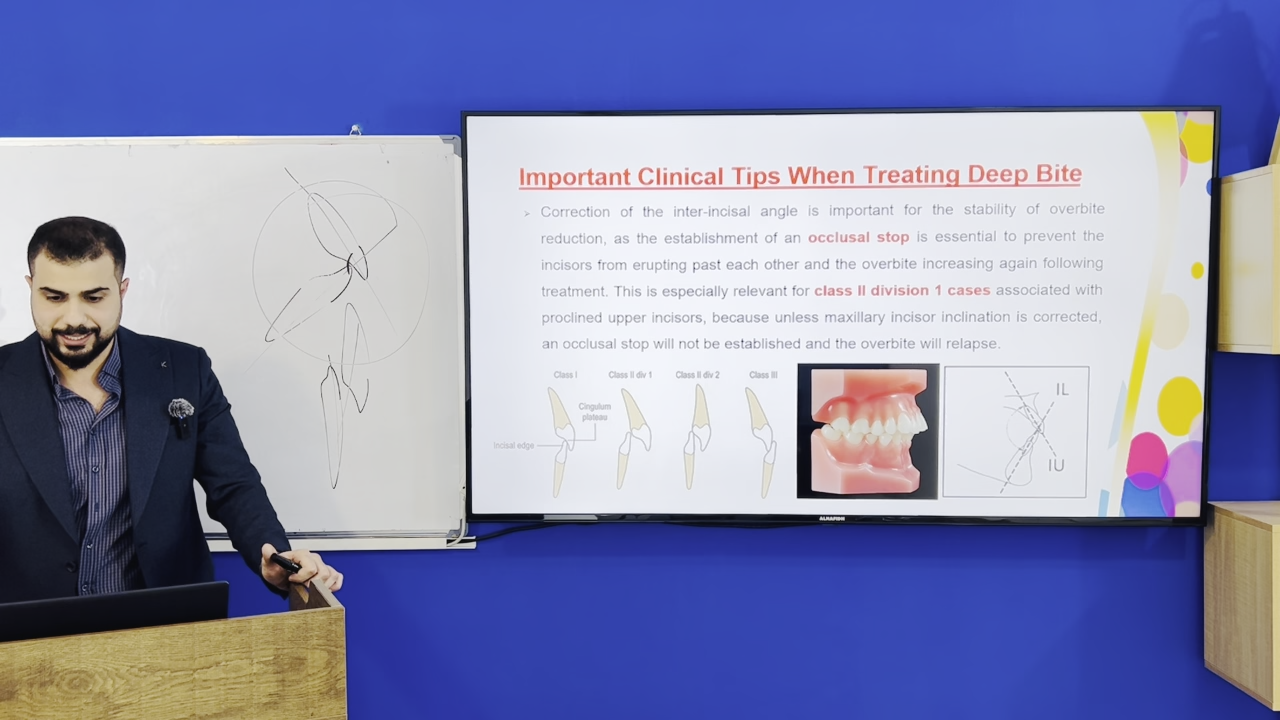 Important Clinical Tips When Treating Deep Bite
➢ Correction of the inter-incisal angle is important for the stability of overbite
reduction, as the establishment of an occlusal stop is essential to prevent the
incisors from erupting past each other and the overbite increasing again following
treatment. This is especially relevant for class II division 1 cases associated with
proclined upper incisors, because unless maxillary incisor inclination is corrected,
an occlusal stop will not be established and the overbite will relapse.
Class I Class II div 1 Class II div 2 Class III
Cingulum
plateau
Incisal edge
IL
IU